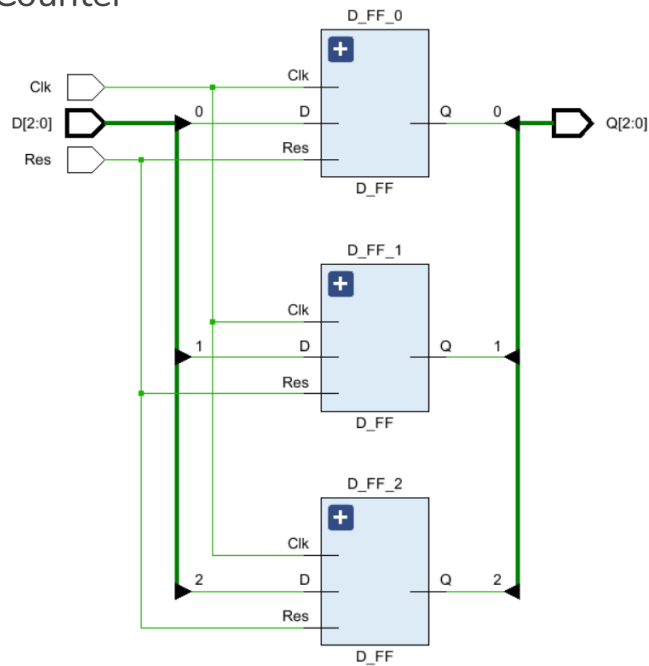 Counter
D_FF_0
Clk
Clk
D[2:0]
0
D
Q
0
Q[2:0]
Res
Res
D_FF
D_FF_1
Clk
1
D
Q
1
Res
D_FF
D_FF_2
Clk
2
D
Q
2
Res
D_FF